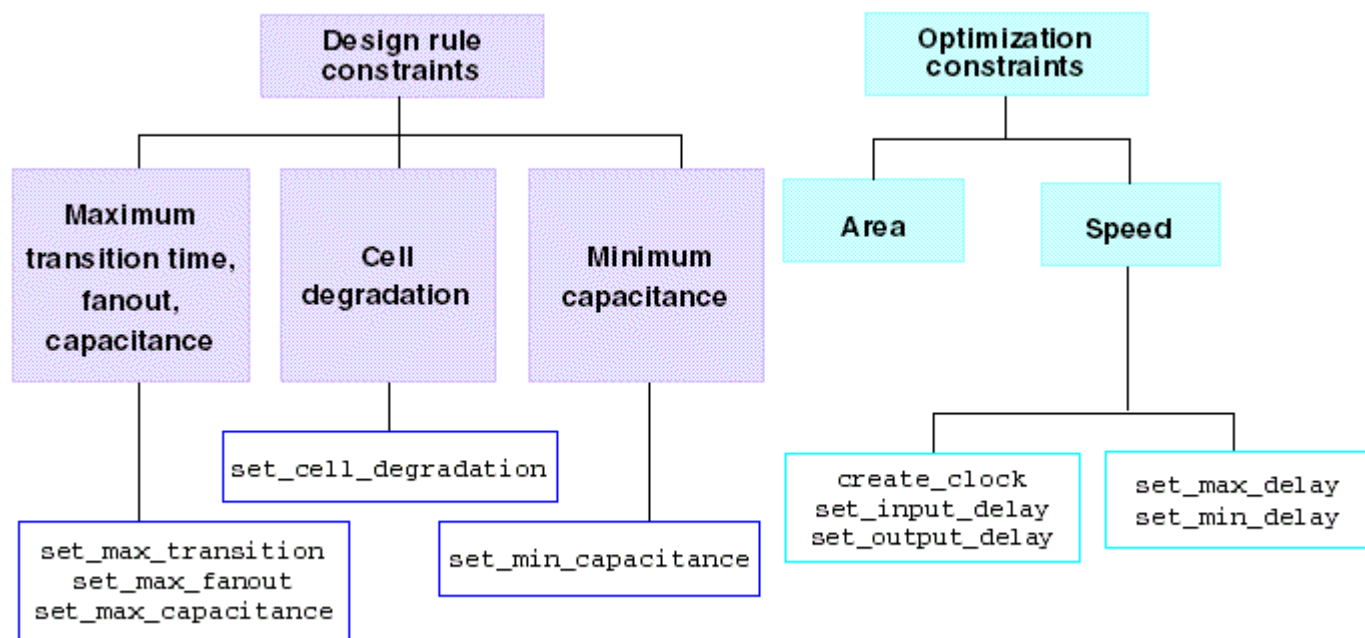 Design rule
constraints
Optimization
constraints
Maximum
transition time,
fanout,
capacitance
Cell
degradation
Minimum
capacitance
Area
Speed
set_cell_degradation
set_max_transition
set_max_fanout
set_max_capacitance
set_min_capacitance
create_clock
set_input_delay
set_output_delay
set_max_delay
set_min_delay